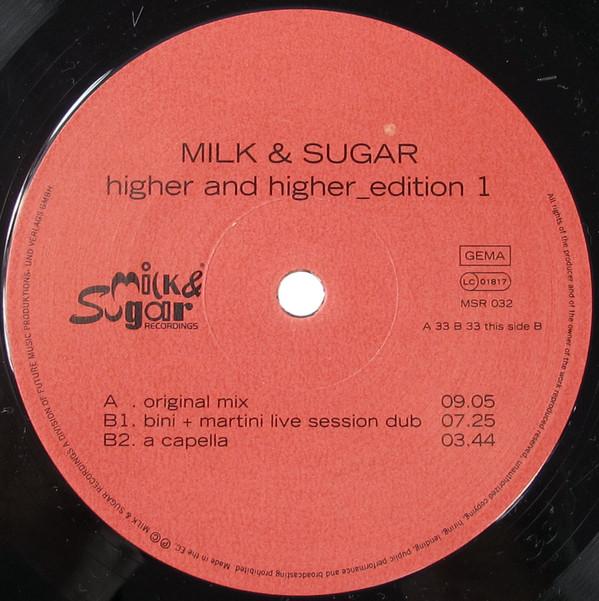 MILK & SUGAR
higher and higher_edition 1
milk &
Sugar
RECORDINGS
GEMA
LC 01817
MSR 032
A 33 B 33 this side B
A . original mix 09.05
B1. bini + martini live session dub 07.25
B2. a capella 03.44
Ⓒ Ⓟ MILK & SUGAR RECORDINGS A DIVISION OF FUTURE MUSIC PRODUKTIONS- UND VERLAGS GMBH
All rights of the producer and of the owner of the work reproduced reserved, unauthorized copying, hiring, lending, public performance and broadcasting prohibited. Made in the EC.